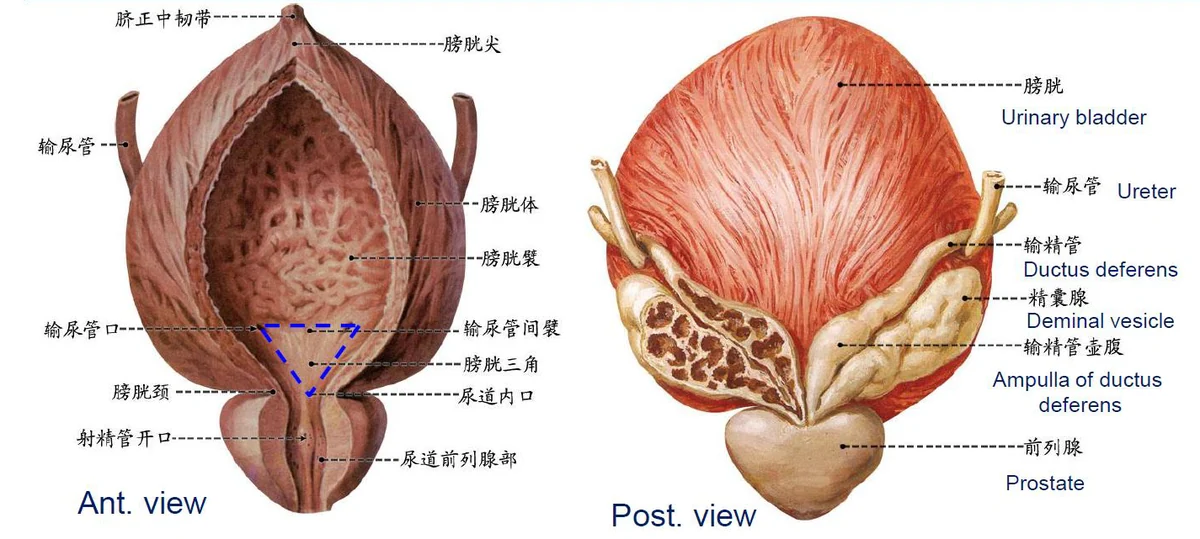 脐正中韧带
膀胱尖
输尿管
膀胱体
膀胱襞
输尿管口
输尿管间襞
膀胱三角
膀胱颈
尿道内口
射精管开口
尿道前列腺部
Ant. view
膀胱
Urinary bladder
输尿管 Ureter
输精管
Ductus deferens
精囊腺
Deminal vesicle
输精管壶腹
Ampulla of ductus
deferens
前列腺
Prostate
Post. view